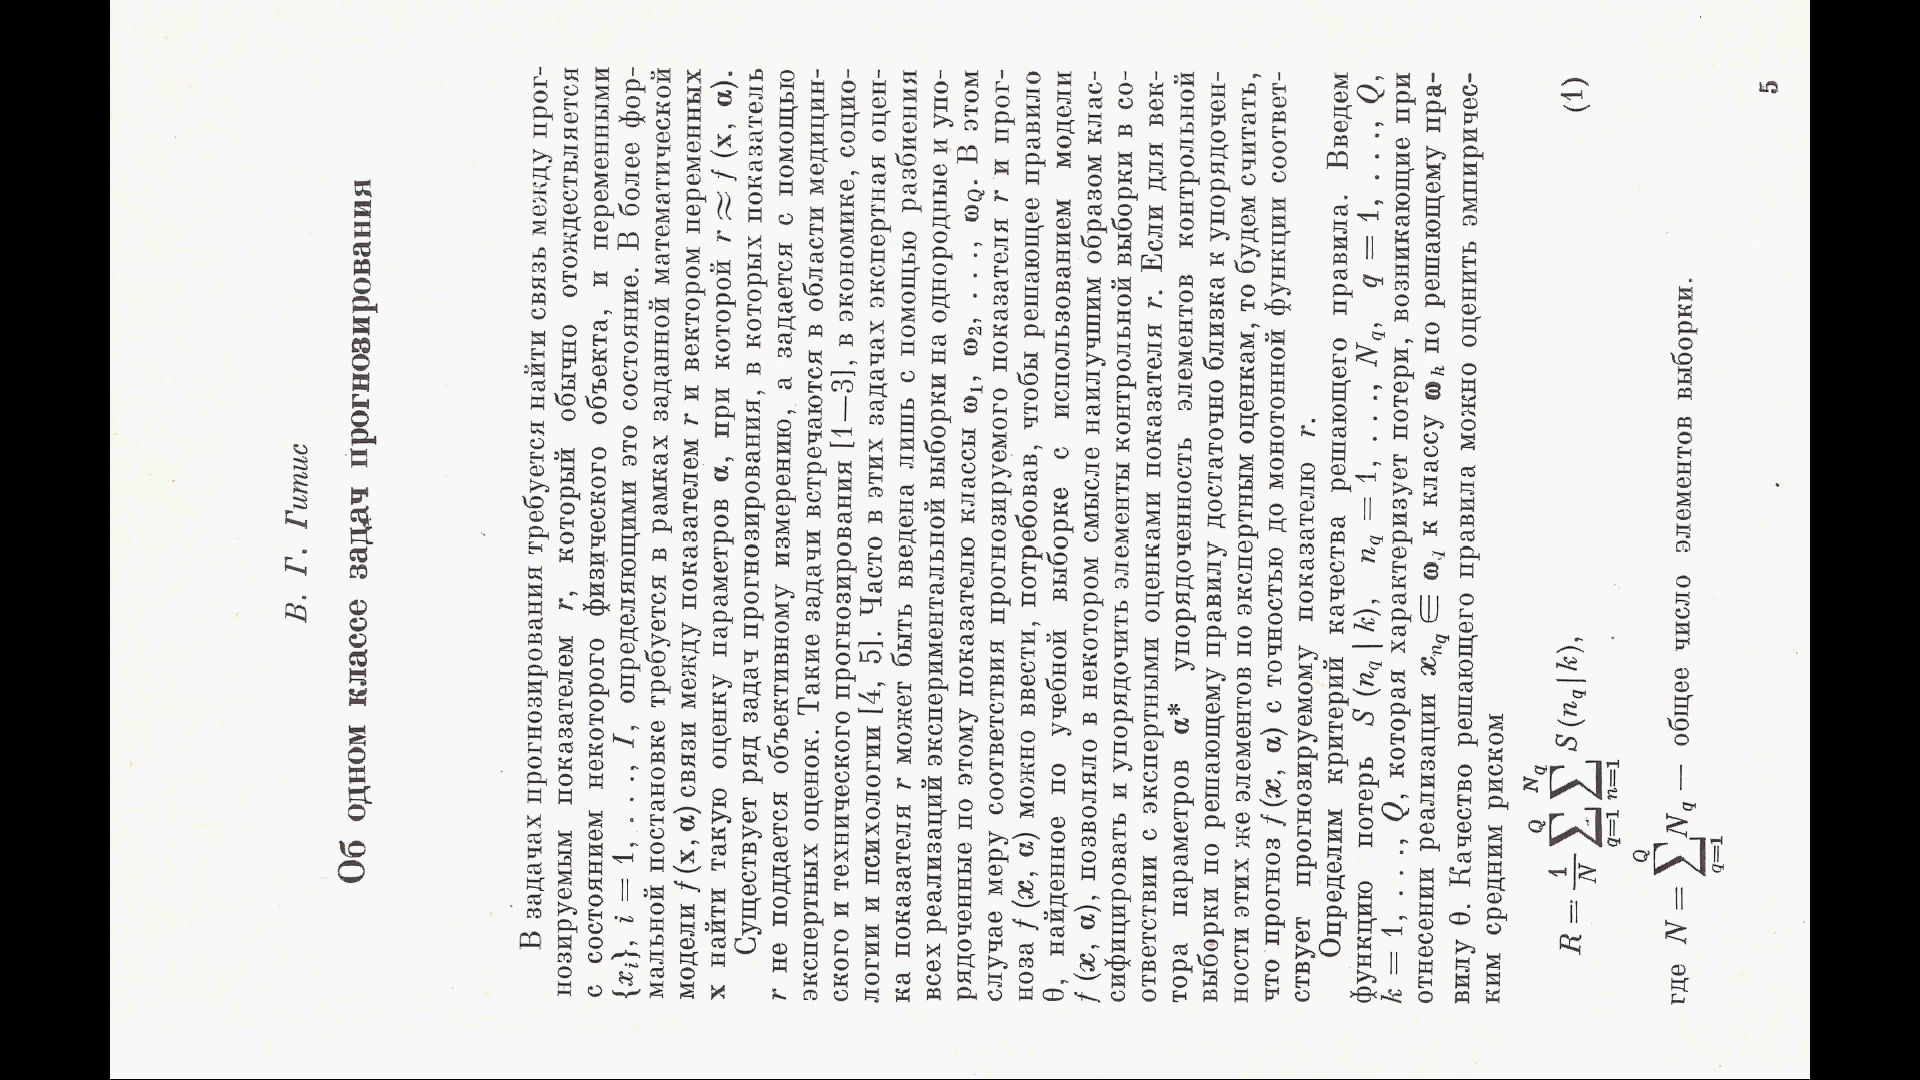 В. Г. Гитис
Об одном классе задач прогнозирования
В задачах прогнозирования требуется найти связь между прог-
нозируемым показателем r, который обычно отождествляется
с состоянием некоторого физического объекта, и переменными
{xᵢ}, i = 1, . . ., I, определяющими это состояние. В более фор-
мальной постановке требуется в рамках заданной математической
модели f (x, α) связи между показателем r и вектором переменных
x найти такую оценку параметров α, при которой r ≈ f (x, α).
Существует ряд задач прогнозирования, в которых показатель
r не поддается объективному измерению, а задается с помощью
экспертных оценок. Такие задачи встречаются в области медицин-
ского и технического прогнозирования [1—3], в экономике, социо-
логии и психологии [4, 5]. Часто в этих задачах экспертная оцен-
ка показателя r может быть введена лишь с помощью разбиения
всех реализаций экспериментальной выборки на однородные и упо-
рядоченные по этому показателю классы ω₁, ω₂, . . ., ω_Q. В этом
случае меру соответствия прогнозируемого показателя r и прог-
ноза f (x, α) можно ввести, потребовав, чтобы решающее правило
θ, найденное по учебной выборке с использованием модели
f (x, α), позволяло в некотором смысле наилучшим образом клас-
сифицировать и упорядочить элементы контрольной выборки в со-
ответствии с экспертными оценками показателя r. Если для век-
тора параметров α* упорядоченность элементов контрольной
выборки по решающему правилу достаточно близка к упорядочен-
ности этих же элементов по экспертным оценкам, то будем считать,
что прогноз f (x, α) с точностью до монотонной функции соответ-
ствует прогнозируемому показателю r.
Определим критерий качества решающего правила. Введем
функцию потерь S (n_q | k), n_q = 1, . . ., N_q, q = 1, . . ., Q,
k = 1, . . ., Q, которая характеризует потери, возникающие при
отнесении реализации x_{n_q} ∈ ω к классу ω_k по решающему пра-
вилу θ. Качество решающего правила можно оценить эмпиричес-
ким средним риском
R = 1/N ∑_{q=1}^{Q} ∑_{n=1}^{N_q} S (n_q | k), (1)
где N = ∑_{q=1}^{Q} N_q — общее число элементов выборки.
5